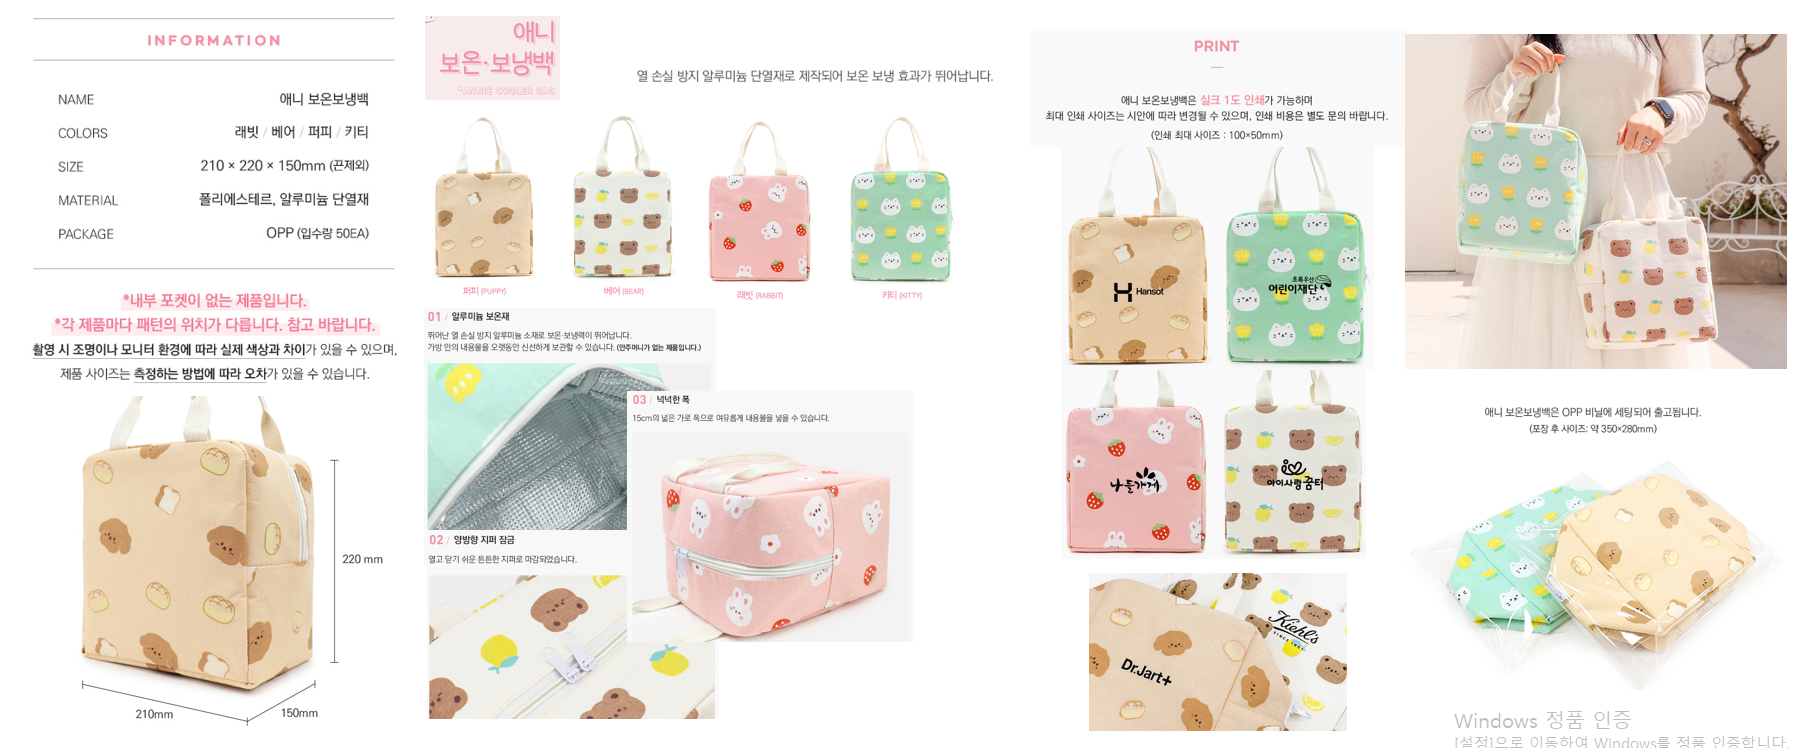 INFORMATION
NAME 애니 보온보냉백
COLORS 래빗 / 베어 / 퍼피 / 키티
SIZE 210 × 220 × 150mm (끈제외)
MATERIAL 폴리에스테르, 알루미늄 단열재
PACKAGE OPP (입수량 50EA)
*내부 포켓이 없는 제품입니다.
*각 제품마다 패턴의 위치가 다릅니다. 참고 바랍니다.
촬영 시 조명이나 모니터 환경에 따라 실제 색상과 차이가 있을 수 있으며,
제품 사이즈는 측정하는 방법에 따라 오차가 있을 수 있습니다.
220 mm
210mm
150mm
애니
보온·보냉백
*ANNIE COOLER BAG
열 손실 방지 알루미늄 단열재로 제작되어 보온 보냉 효과가 뛰어납니다.
퍼피 (PUPPY)
베어 (BEAR)
래빗 (RABBIT)
키티 (KITTY)
01 / 알루미늄 보온재
뛰어난 열 손실 방지 알루미늄 소재로 보온·보냉력이 뛰어납니다.
가방 안의 내용물을 오랫동안 신선하게 보관할 수 있습니다. (안주머니가 없는 제품입니다.)
02 / 양방향 지퍼 잠금
열고 닫기 쉬운 튼튼한 지퍼로 마감되었습니다.
03 / 넉넉한 폭
15cm의 넓은 가로 폭으로 여유롭게 내용물을 넣을 수 있습니다.
PRINT
애니 보온보냉백은 실크 1도 인쇄가 가능하며
최대 인쇄 사이즈는 시안에 따라 변경될 수 있으며, 인쇄 비용은 별도 문의 바랍니다.
(인쇄 최대 사이즈 : 100×50mm)
Hansot
초록우산
어린이재단
나들가게
아이사랑꿈터
Dr.Jart+
Kiehl's
SINCE 1851
애니 보온보냉백은 OPP 비닐에 세팅되어 출고됩니다.
(포장 후 사이즈: 약 350×280mm)
Windows 정품 인증
[설정]으로 이동하여 Windows를 정품 인증합니다.